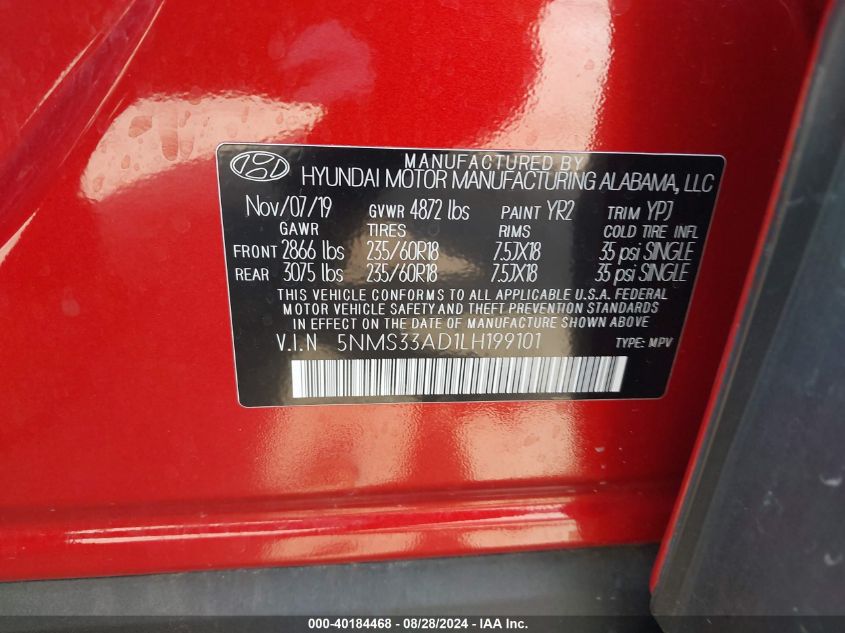 MANUFACTURED BY
HYUNDAI MOTOR MANUFACTURING ALABAMA, LLC
Nov/07/19 GVWR 4872 lbs PAINT YR2 TRIM YPJ
GAWR TIRES RIMS COLD TIRE INFL
FRONT 2866 lbs 235/60R18 7.5JX18 35 psi SINGLE
REAR 3075 lbs 235/60R18 7.5JX18 35 psi SINGLE
THIS VEHICLE CONFORMS TO ALL APPLICABLE U.S.A. FEDERAL
MOTOR VEHICLE SAFETY AND THEFT PREVENTION STANDARDS
IN EFFECT ON THE DATE OF MANUFACTURE SHOWN ABOVE
V.I.N 5NMS33AD1LH199101 TYPE: MPV
000-40184468 - 08/28/2024 - IAA Inc.